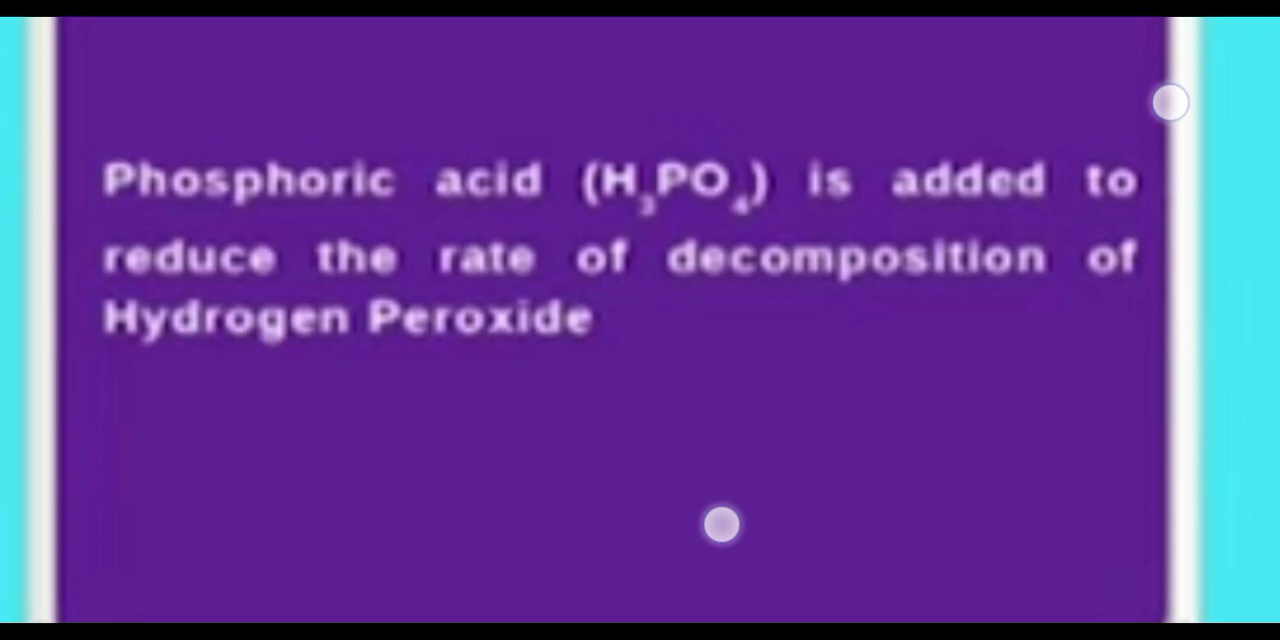 Phosphoric acid (H₃PO₄) is added to
reduce the rate of decomposition of
Hydrogen Peroxide